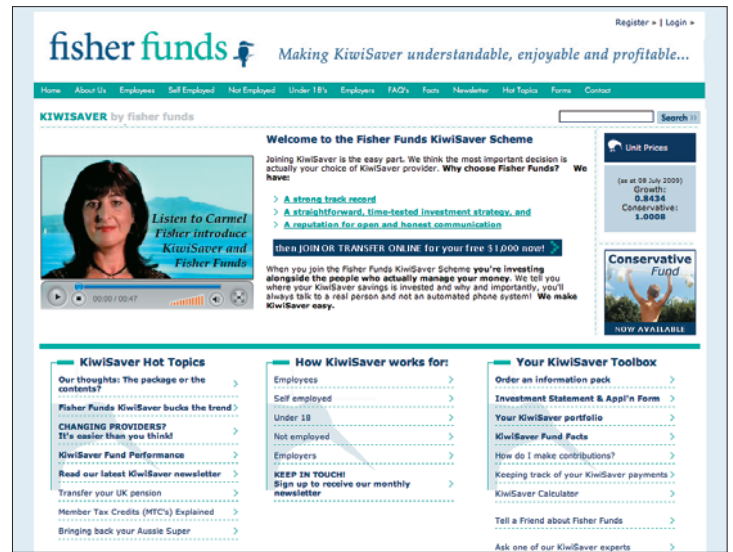 Register » | Login »
fisher funds
Making KiwiSaver understandable, enjoyable and profitable...
Home About Us Employees Self Employed Not Employed Under 18's Employers FAQ's Facts Newsletter Hot Topics Forms Contact
KIWISAVER by fisher funds
Search
Listen to Carmel
Fisher introduce
KiwiSaver and
Fisher Funds
00:00 / 00:47
Welcome to the Fisher Funds KiwiSaver Scheme
Joining KiwiSaver is the easy part. We think the most important decision is
actually your choice of KiwiSaver provider. Why choose Fisher Funds? We
have:
A strong track record
A straightforward, time-tested investment strategy, and
A reputation for open and honest communication
then JOIN OR TRANSFER ONLINE for your free $1,000 now!
When you join the Fisher Funds KiwiSaver Scheme you're investing
alongside the people who actually manage your money. We tell you
where your KiwiSaver savings is invested and why and importantly, you'll
always talk to a real person and not an automated phone system! We make
KiwiSaver easy.
Unit Prices
(as at 08 July 2009)
Growth:
0.8434
Conservative:
1.0008
Conservative
Fund
NOW AVAILABLE
KiwiSaver Hot Topics
Our thoughts: The package or the
contents?
Fisher Funds KiwiSaver bucks the trend
CHANGING PROVIDERS?
It's easier than you think!
KiwiSaver Fund Performance
Read our latest KiwiSaver newsletter
Transfer your UK pension
Member Tax Credits (MTC's) Explained
Bringing back your Aussie Super
How KiwiSaver works for:
Employees
Self employed
Under 18
Not employed
Employers
KEEP IN TOUCH!
Sign up to receive our monthly
newsletter
Your KiwiSaver Toolbox
Order an information pack
Investment Statement & Appl'n Form
Your KiwiSaver portfolio
KiwiSaver Fund Facts
How do I make contributions?
Keeping track of your KiwiSaver payments
KiwiSaver Calculator
Tell a Friend about Fisher Funds
Ask one of our KiwiSaver experts